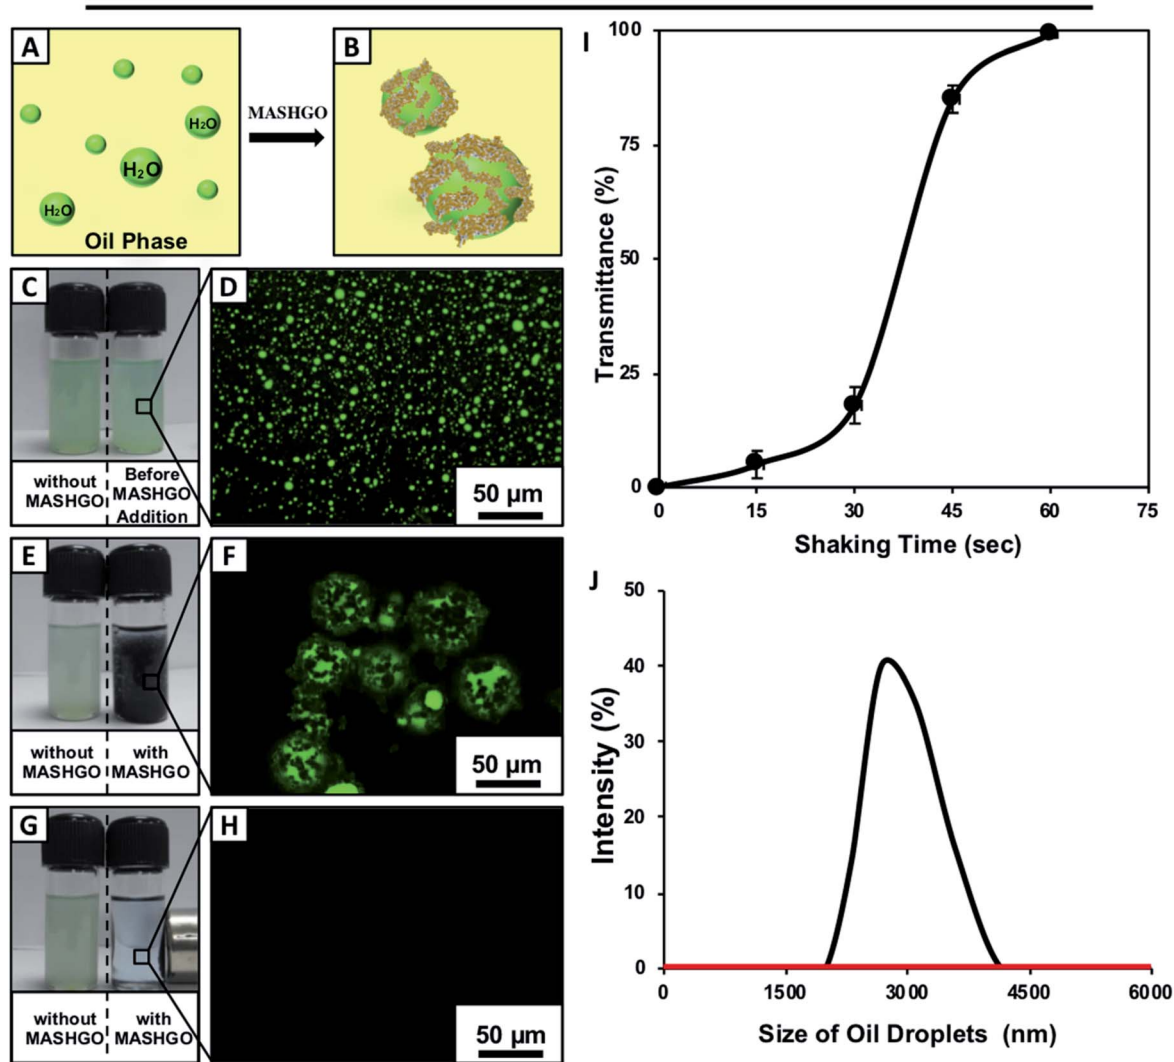 A
H₂O
H₂O
H₂O
Oil Phase
MASHGO
B
C
without
MASHGO
Before
MASHGO
Addition
D
50 µm
E
without
MASHGO
with
MASHGO
F
50 µm
G
without
MASHGO
with
MASHGO
H
50 µm
I
Transmittance (%)
100
75
50
25
0
0 15 30 45 60 75
Shaking Time (sec)
J
Intensity (%)
50
40
30
20
10
0
0 1500 3000 4500 6000
Size of Oil Droplets (nm)